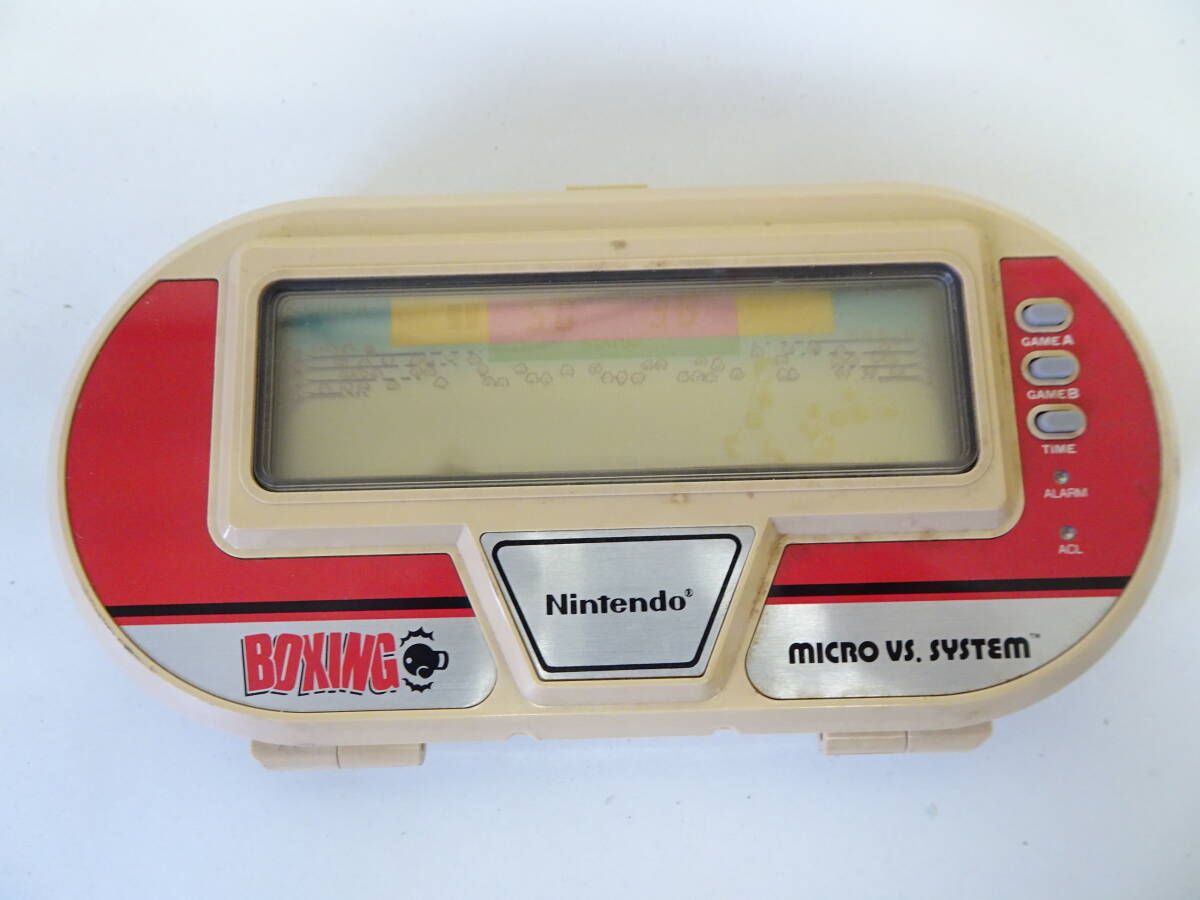 GAME A
GAME B
TIME
ALARM
ACL
Nintendo®
BOXING
MICRO VS. SYSTEM™